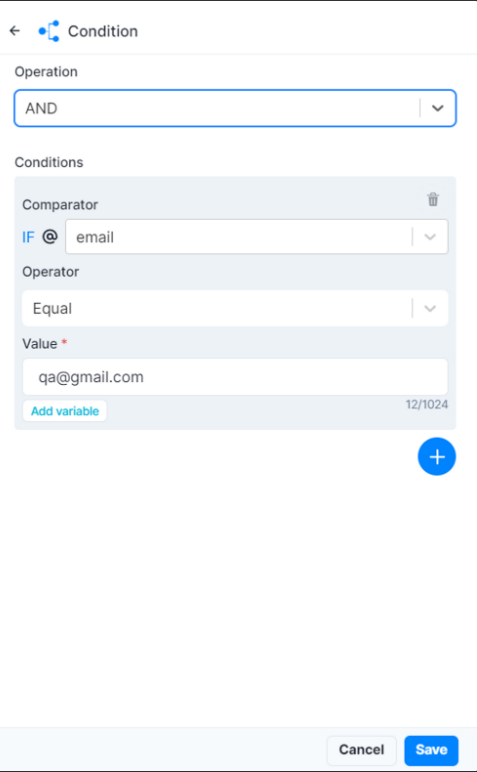 Condition
Operation
AND
Conditions
Comparator
IF @ email
Operator
Equal
Value *
qa@gmail.com
Add variable 12/1024
Cancel Save